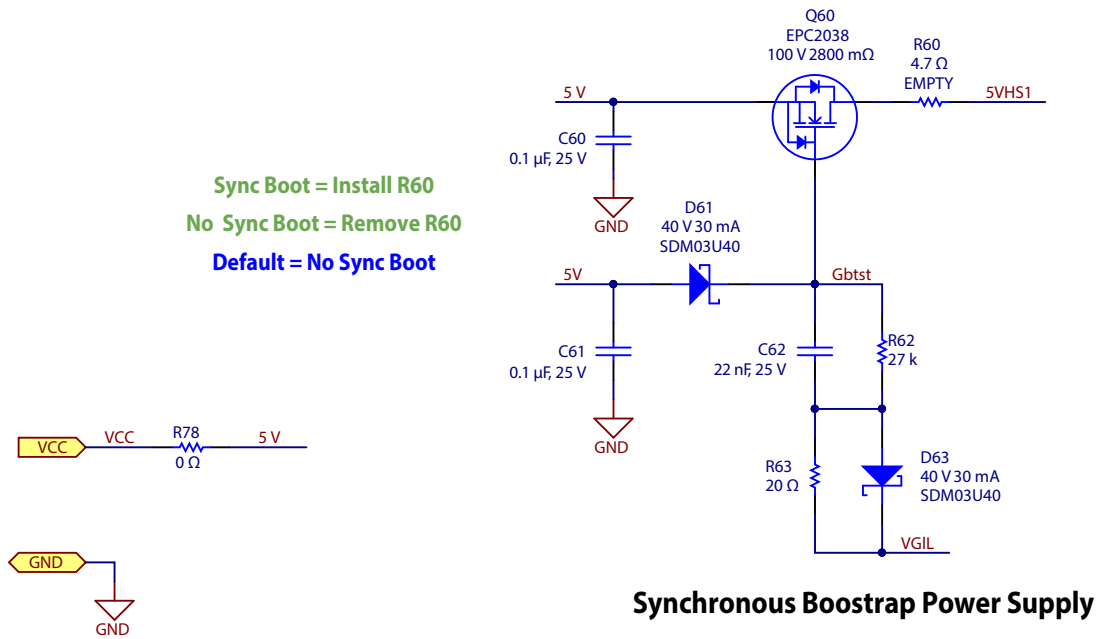 Q60
EPC2038
100 V 2800 mΩ
R60
4.7 Ω
EMPTY
5 V
5VHS1
C60
0.1 µF, 25 V
GND
Sync Boot = Install R60
No Sync Boot = Remove R60
Default = No Sync Boot
D61
40 V 30 mA
SDM03U40
5V
Gbtst
C61
0.1 µF, 25 V
GND
C62
22 nF, 25 V
R62
27 k
VCC
VCC
R78
0 Ω
5 V
R63
20 Ω
D63
40 V 30 mA
SDM03U40
VGIL
GND
GND
Synchronous Boostrap Power Supply